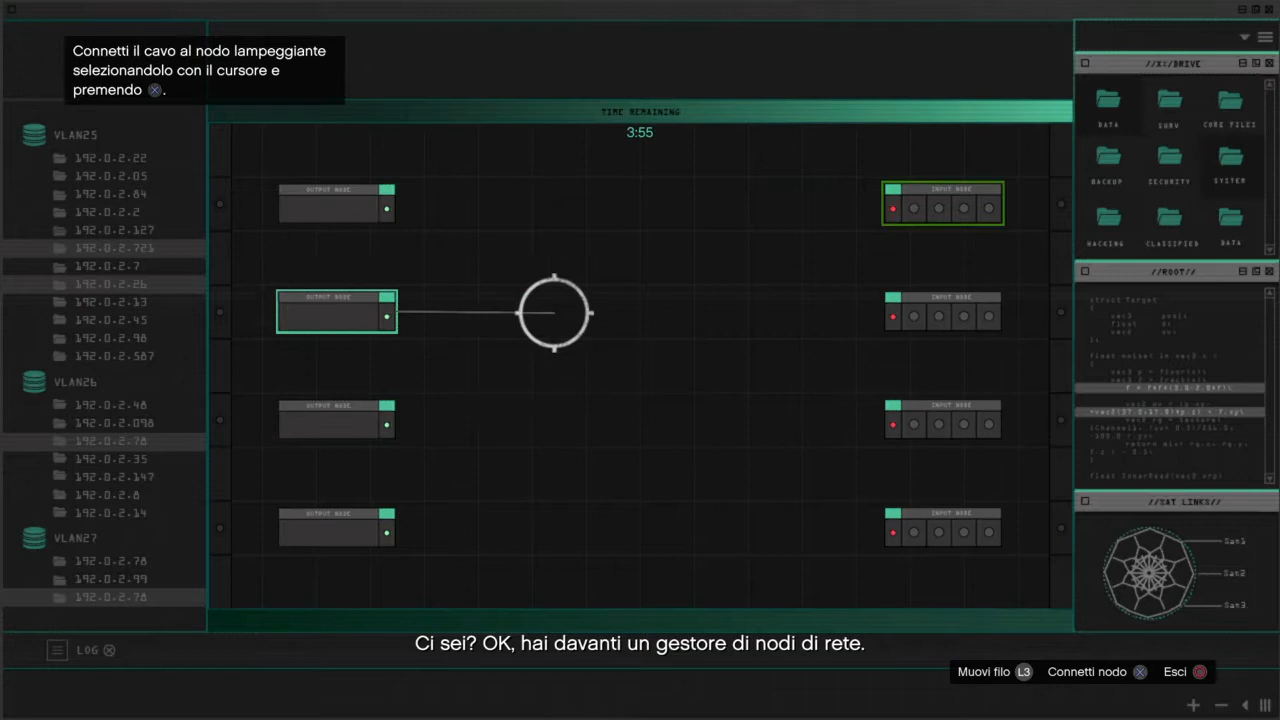 Connetti il cavo al nodo lampeggiante
selezionandolo con il cursore e
premendo
TIME REMAINING
3:55
VLAN25
192.0.2.22
192.0.2.05
192.0.2.84
192.0.2.2
192.0.2.127
192.0.2.721
192.0.2.7
192.0.2.26
192.0.2.13
192.0.2.45
192.0.2.98
192.0.2.587
VLAN26
192.0.2.48
192.0.2.098
192.0.2.78
192.0.2.35
192.0.2.147
192.0.2.8
192.0.2.14
VLAN27
192.0.2.78
192.0.2.99
192.0.2.78
OUTPUT NODE
INPUT NODE
OUTPUT NODE
INPUT NODE
OUTPUT NODE
INPUT NODE
OUTPUT NODE
INPUT NODE
//X:/DRIVE
DATA
SURV
CORE FILES
BACKUP
SECURITY
SYSTEM
HACKING
CLASSIFIED
DATA
//ROOT//
struct Target
//SAT LINKS//
Sat1
Sat2
Sat3
Ci sei? OK, hai davanti un gestore di nodi di rete.
LOG
Muovi filo L3 Connetti nodo Esci